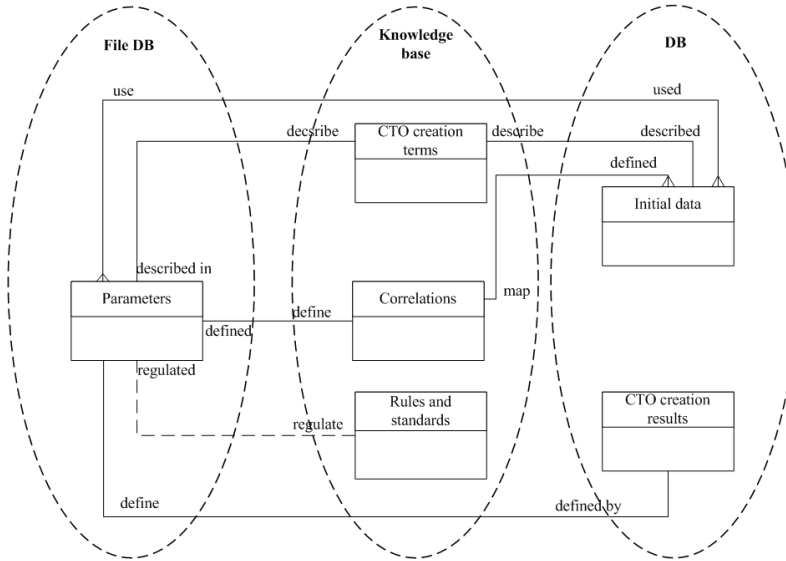 File DB
Knowledge
base
DB
use
used
decsribe
CTO creation
terms
describe
described
defined
Initial data
described in
Parameters
defined
define
Correlations
map
regulated
regulate
Rules and
standards
CTO creation
results
define
defined by